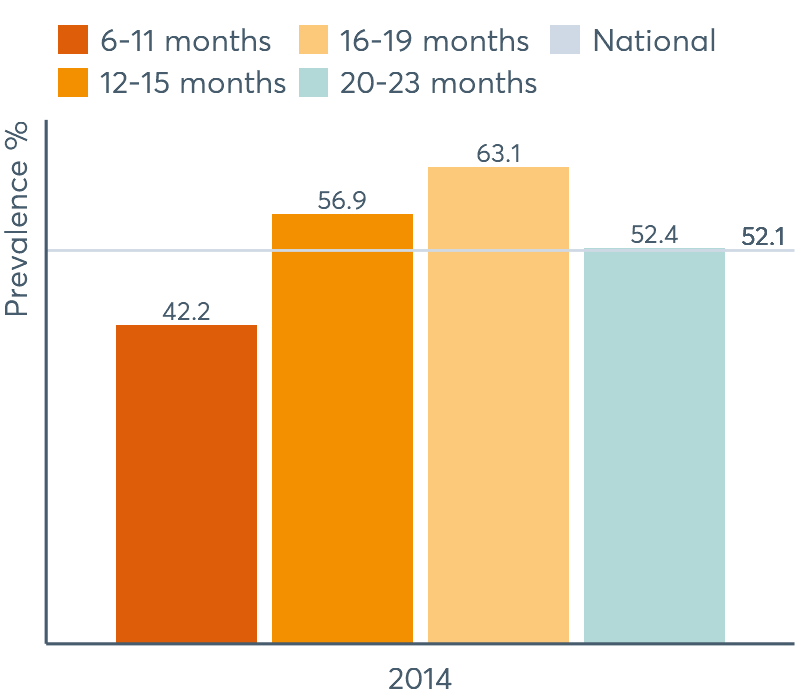 6-11 months
16-19 months
National
12-15 months
20-23 months
Prevalence %
42.2
56.9
63.1
52.4
52.1
2014